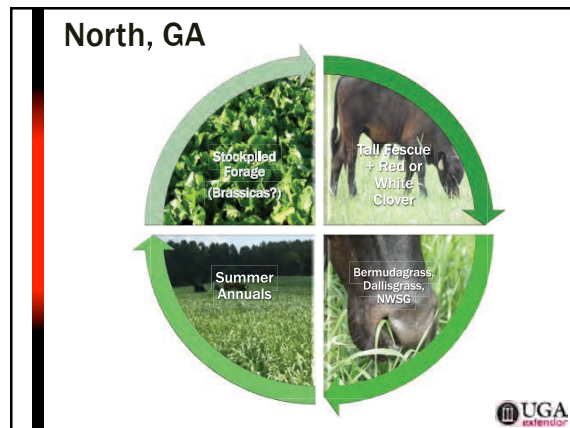 North, GA
Stockpiled
Forage
(Brassicas?)
Tall Fescue
+ Red or
White
Clover
Summer
Annuals
Bermudagrass,
Dallisgrass,
NWSG
UGA
extension